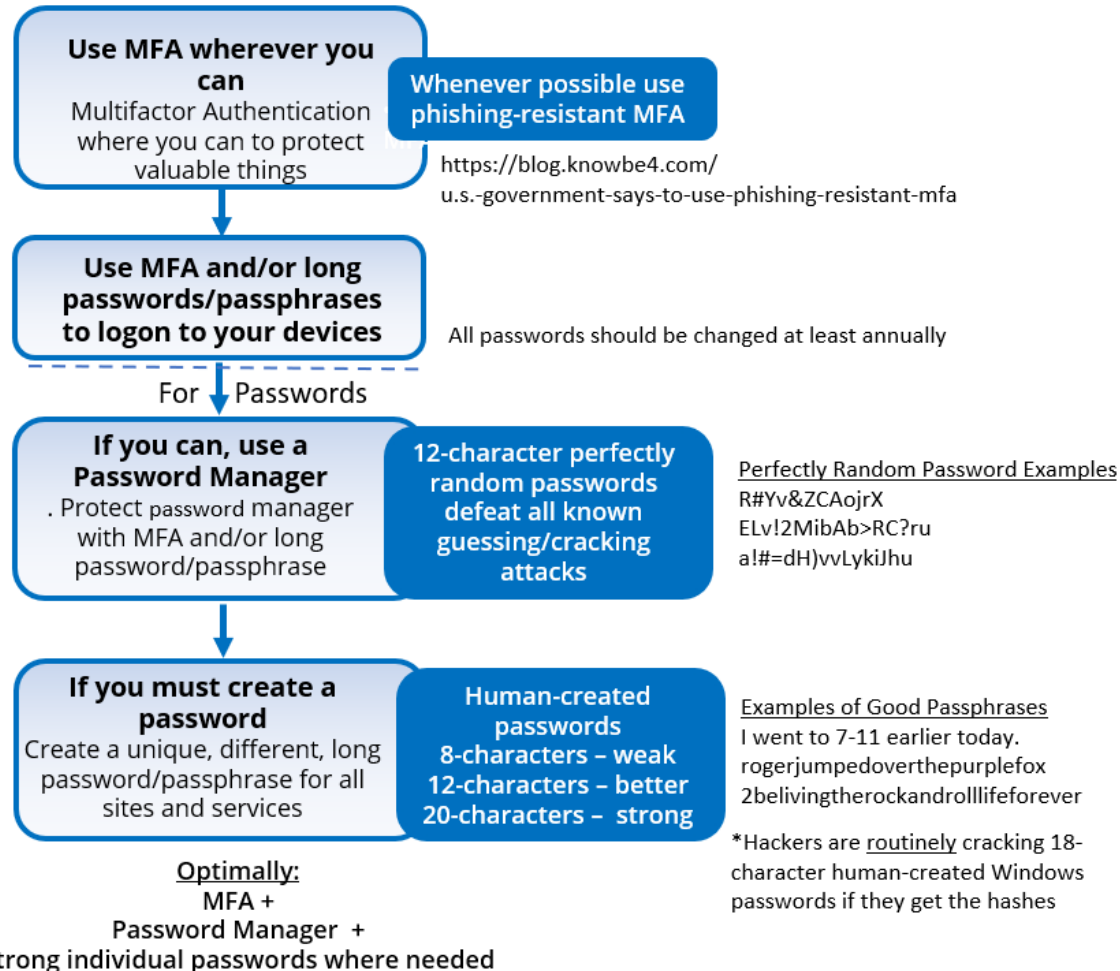 Use MFA wherever you
can
Multifactor Authentication
where you can to protect
valuable things
Whenever possible use
phishing-resistant MFA
https://blog.knowbe4.com/
u.s.-government-says-to-use-phishing-resistant-mfa
Use MFA and/or long
passwords/passphrases
to logon to your devices
All passwords should be changed at least annually
For Passwords
If you can, use a
Password Manager
. Protect password manager
with MFA and/or long
password/passphrase
12-character perfectly
random passwords
defeat all known
guessing/cracking
attacks
Perfectly Random Password Examples
R#Yv&ZCAojrX
ELv!2MibAb>RC?ru
a!#=dH)vvLykiJhu
If you must create a
password
Create a unique, different, long
password/passphrase for all
sites and services
Human-created
passwords
8-characters – weak
12-characters – better
20-characters – strong
Examples of Good Passphrases
I went to 7-11 earlier today.
rogerjumpedoverthepurplefox
2belivingtherockandrolllifeforever
*Hackers are routinely cracking 18-
character human-created Windows
passwords if they get the hashes
Optimally:
MFA +
Password Manager +
trong individual passwords where needed